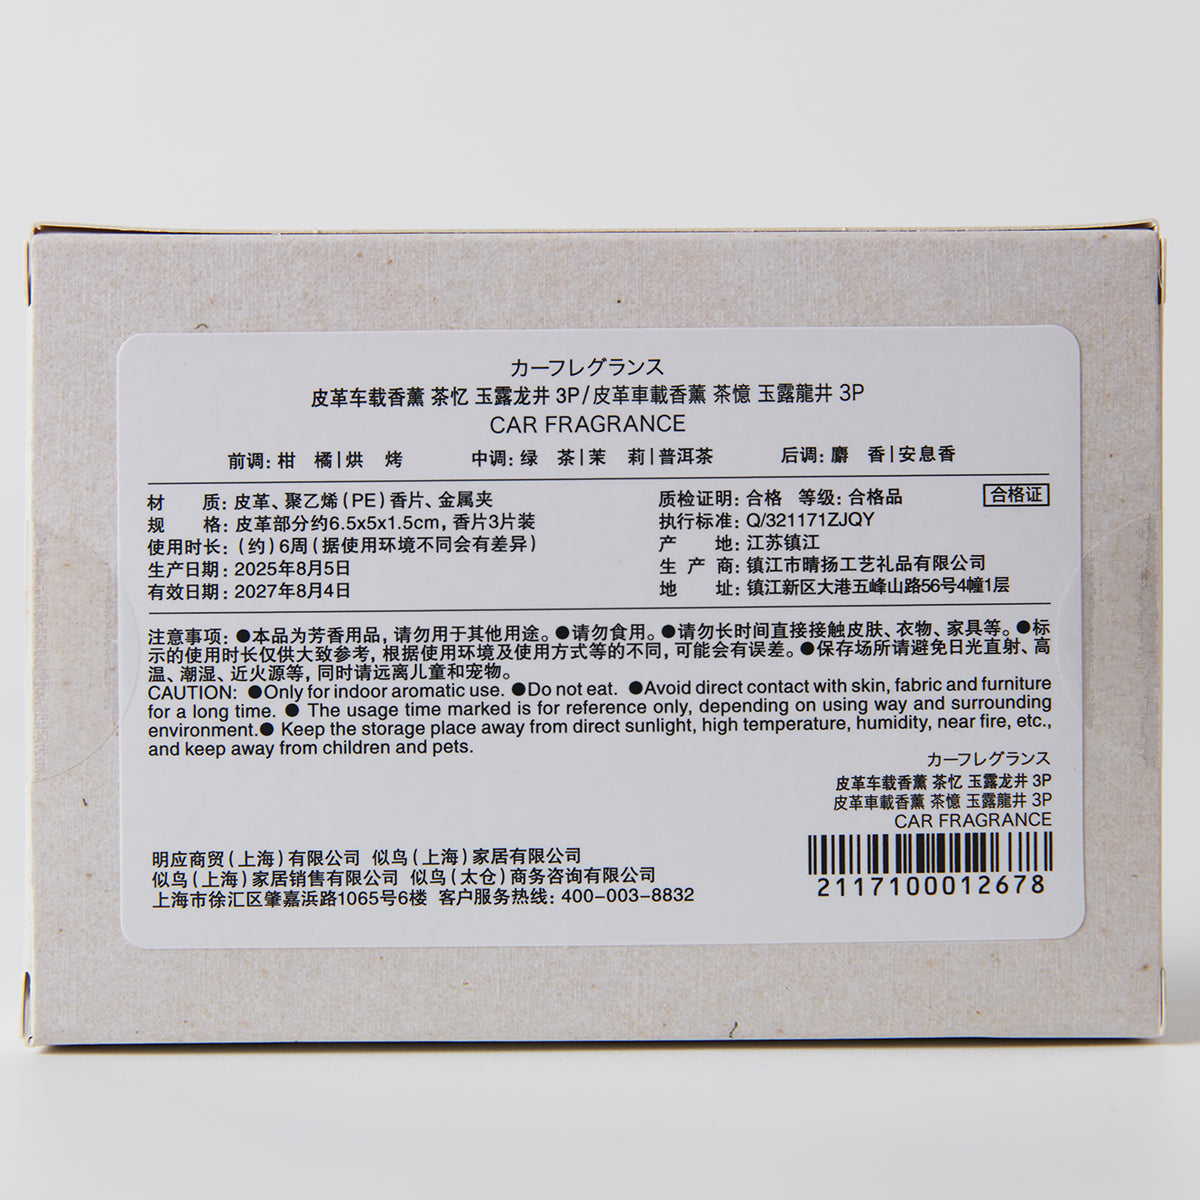 カーフレグランス
皮革车载香薰 茶忆 玉露龙井 3P/皮革車載香薰 茶憶 玉露龍井 3P
CAR FRAGRANCE
前调: 柑 橘|烘 烤 中调: 绿 茶|茉 莉|普洱茶 后调: 麝 香|安息香
材 质: 皮革、聚乙烯(PE)香片、金属夹
规 格: 皮革部分约6.5x5x1.5cm, 香片3片装
使用时长: (约)6周(据使用环境不同会有差异)
生产日期: 2025年8月5日
有效日期: 2027年8月4日
质检证明: 合格 等级: 合格品 合格证
执行标准: Q/321171ZJQY
产 地: 江苏镇江
生 产 商: 镇江市晴扬工艺礼品有限公司
地 址: 镇江新区大港五峰山路56号4幢1层
注意事项: ●本品为芳香用品, 请勿用于其他用途。●请勿食用。●请勿长时间直接接触皮肤、衣物、家具等。●标
示的使用时长仅供大致参考, 根据使用环境及使用方式等的不同, 可能会有误差。●保存场所请避免日光直射、高
温、潮湿、近火源等, 同时请远离儿童和宠物。
CAUTION: ●Only for indoor aromatic use. ●Do not eat. ●Avoid direct contact with skin, fabric and furniture
for a long time. ● The usage time marked is for reference only, depending on using way and surrounding
environment.● Keep the storage place away from direct sunlight, high temperature, humidity, near fire, etc.,
and keep away from children and pets.
カーフレグランス
皮革车载香薰 茶忆 玉露龙井 3P
皮革車載香薰 茶憶 玉露龍井 3P
CAR FRAGRANCE
2117100012678
明应商贸(上海)有限公司 似鸟(上海)家居有限公司
似鸟(上海)家居销售有限公司 似鸟(太仓)商务咨询有限公司
上海市徐汇区肇嘉浜路1065号6楼 客户服务热线: 400-003-8832